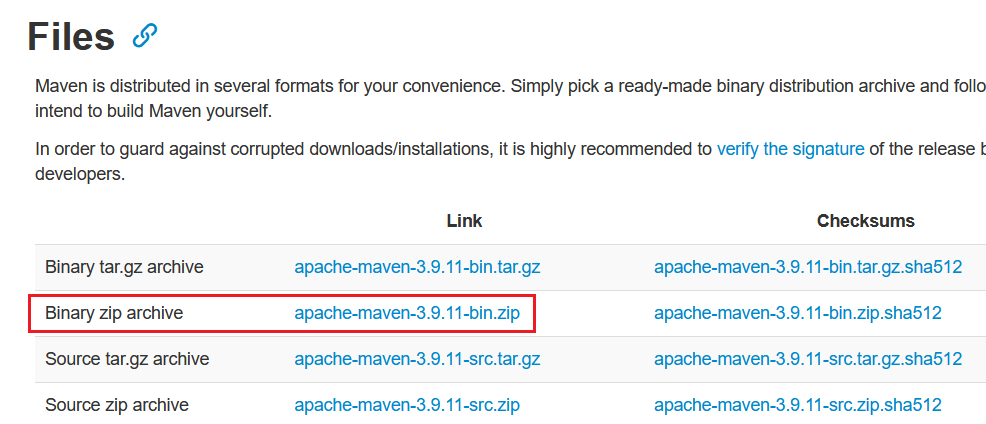 Files
Maven is distributed in several formats for your convenience. Simply pick a ready-made binary distribution archive and follo
intend to build Maven yourself.
In order to guard against corrupted downloads/installations, it is highly recommended to verify the signature of the release b
developers.
Link Checksums
Binary tar.gz archive apache-maven-3.9.11-bin.tar.gz apache-maven-3.9.11-bin.tar.gz.sha512
Binary zip archive apache-maven-3.9.11-bin.zip apache-maven-3.9.11-bin.zip.sha512
Source tar.gz archive apache-maven-3.9.11-src.tar.gz apache-maven-3.9.11-src.tar.gz.sha512
Source zip archive apache-maven-3.9.11-src.zip apache-maven-3.9.11-src.zip.sha512